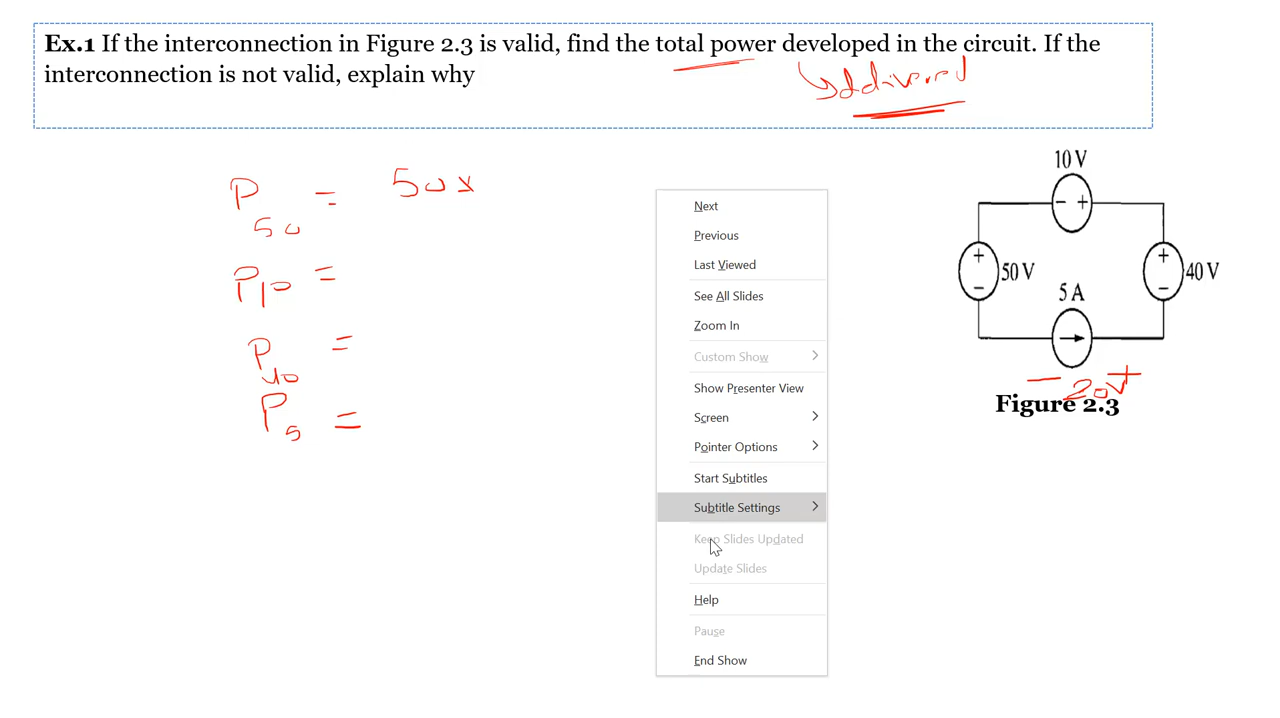 Ex.1 If the interconnection in Figure 2.3 is valid, find the total power developed in the circuit. If the
interconnection is not valid, explain why
P50 = 50x
P10 =
P40 =
P5 =
Next
Previous
Last Viewed
See All Slides
Zoom In
Custom Show
Show Presenter View
Screen
Pointer Options
Start Subtitles
Subtitle Settings
Keep Slides Updated
Update Slides
Help
Pause
End Show
10 V
- +
+
50 V
-
+
40 V
-
5 A
- 20V +
Figure 2.3